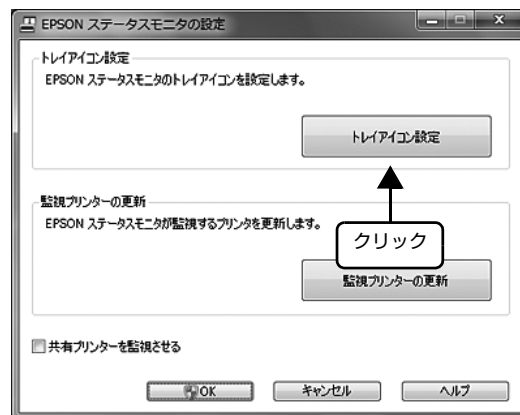 EPSON ステータスモニタの設定
トレイアイコン設定
EPSON ステータスモニタのトレイアイコンを設定します。
トレイアイコン設定
監視プリンターの更新
EPSON ステータスモニタが監視するプリンタを更新します。
クリック
監視プリンターの更新
共有プリンターを監視させる
OK
キャンセル
ヘルプ